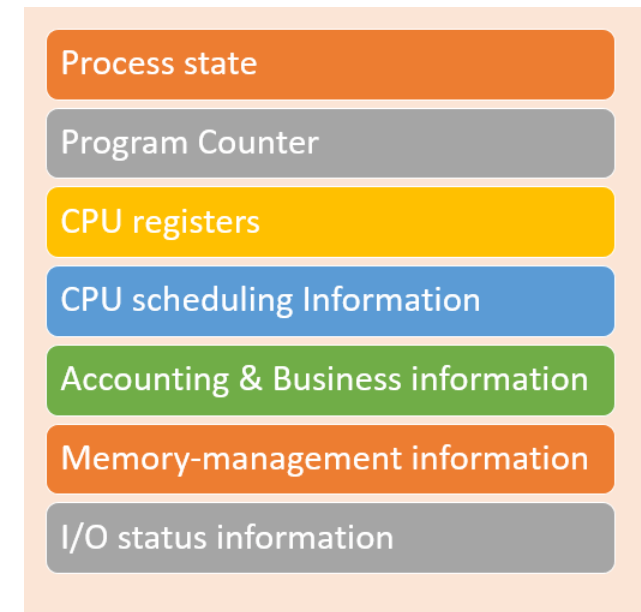 Process state
Program Counter
CPU registers
CPU scheduling Information
Accounting & Business information
Memory-management information
I/O status information